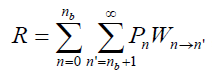 R = \sum_{n=0}^{n_b} \sum_{n'=n_b+1}^{\infty} P_n W_{n \to n'}